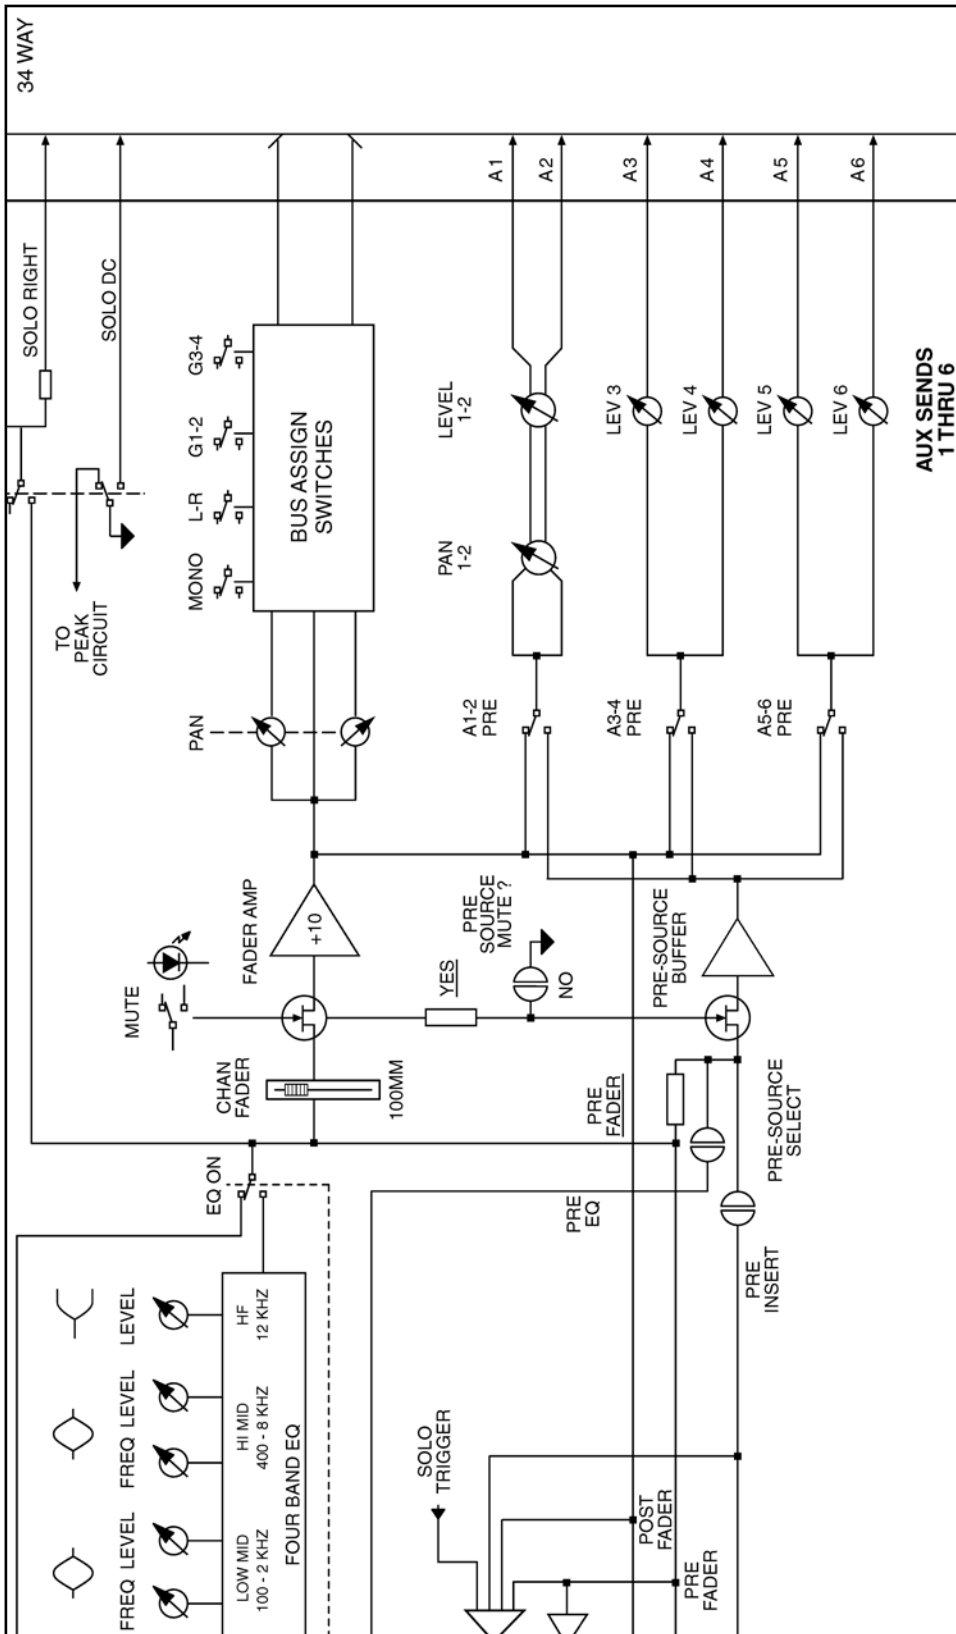 34 WAY
SOLO RIGHT
SOLO DC
TO
PEAK
CIRCUIT
MONO
L-R
G1-2
G3-4
BUS ASSIGN
SWITCHES
A1
A2
A3
A4
A5
A6
LEVEL
1-2
LEV 3
LEV 4
LEV 5
LEV 6
AUX SENDS
1 THRU 6
PAN
1-2
PAN
A1-2
PRE
A3-4
PRE
A5-6
PRE
MUTE
FADER AMP
+10
PRE
SOURCE
MUTE ?
YES
NO
PRE-SOURCE
BUFFER
CHAN
FADER
100MM
PRE
FADER
PRE-SOURCE
SELECT
EQ ON
PRE
EQ
PRE
INSERT
LEVEL
HF
12 KHZ
FREQ LEVEL
HI MID
400 - 8 KHZ
FREQ LEVEL
LOW MID
100 - 2 KHZ
FOUR BAND EQ
SOLO
TRIGGER
POST
FADER
PRE
FADER